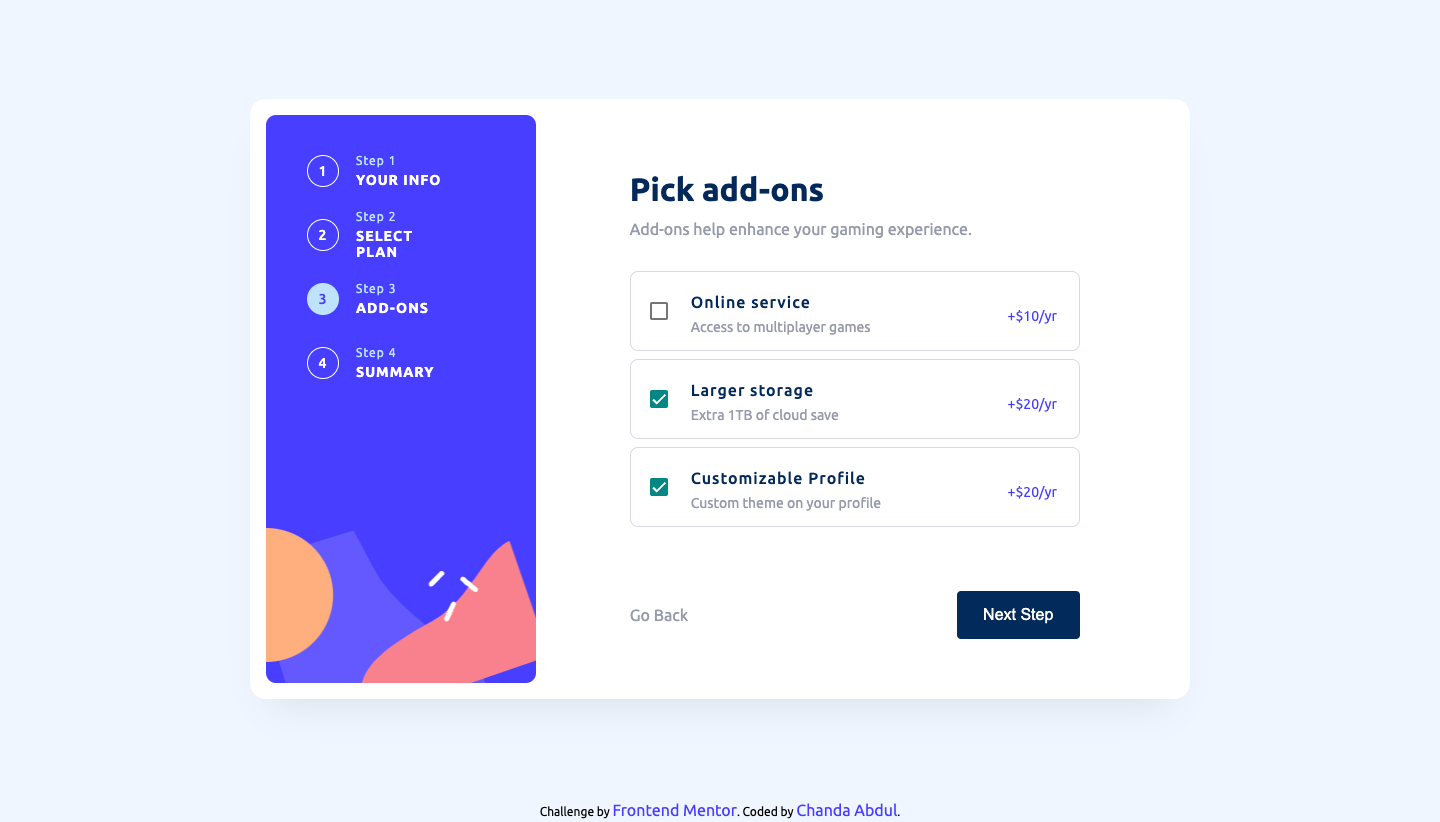 1
Step 1
YOUR INFO
2
Step 2
SELECT
PLAN
3
Step 3
ADD-ONS
4
Step 4
SUMMARY
Pick add-ons
Add-ons help enhance your gaming experience.
Online service
Access to multiplayer games
+$10/yr
Larger storage
Extra 1TB of cloud save
+$20/yr
Customizable Profile
Custom theme on your profile
+$20/yr
Go Back
Next Step
Challenge by Frontend Mentor. Coded by Chanda Abdul.